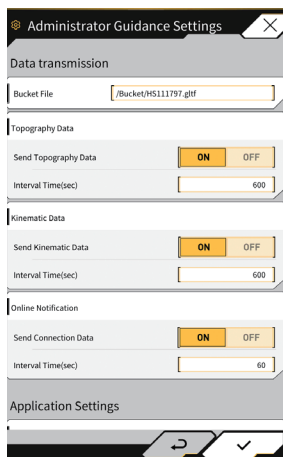 Administrator Guidance Settings
Data transmission
Bucket File /Bucket/HS111797.gltf
Topography Data
Send Topography Data ON OFF
Interval Time(sec) 600
Kinematic Data
Send Kinematic Data ON OFF
Interval Time(sec) 600
Online Notification
Send Connection Data ON OFF
Interval Time(sec) 60
Application Settings